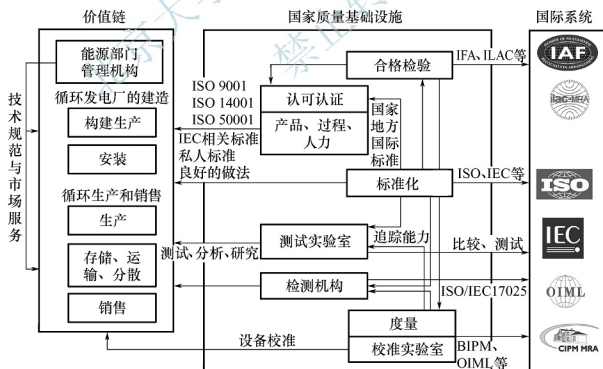 价值链
国家质量基础设施
国际系统
能源部门
管理机构
循环发电厂的建造
构建生产
安装
循环生产和销售
生产
存储、运
输、分散
销售
技术规范与市场服务
ISO 9001
ISO 14001
ISO 50001
IEC相关标准
私人标准
良好的做法
测试、分析、研究
设备校准
合格检验
认可认证
产品、过程、
人力
国家
地方
国际
标准
标准化
测试实验室
追踪能力
检测机构
度量
校准实验室
IFA、ILAC等
ISO、IEC等
比较、测试
ISO/IEC17025
BIPM、
OIML等
IAF
ilac-MRA
ISO
IEC
OIML
CIPM MRA
禁止